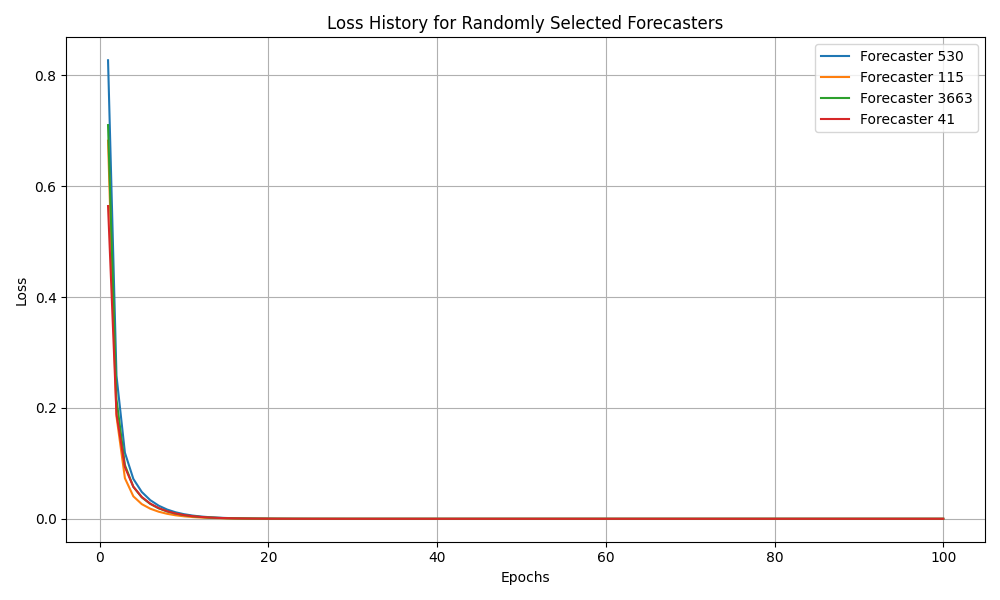 Loss History for Randomly Selected Forecasters
Forecaster 530
Forecaster 115
Forecaster 3663
Forecaster 41
Loss
0.8
0.6
0.4
0.2
0.0
0
20
40
60
80
100
Epochs